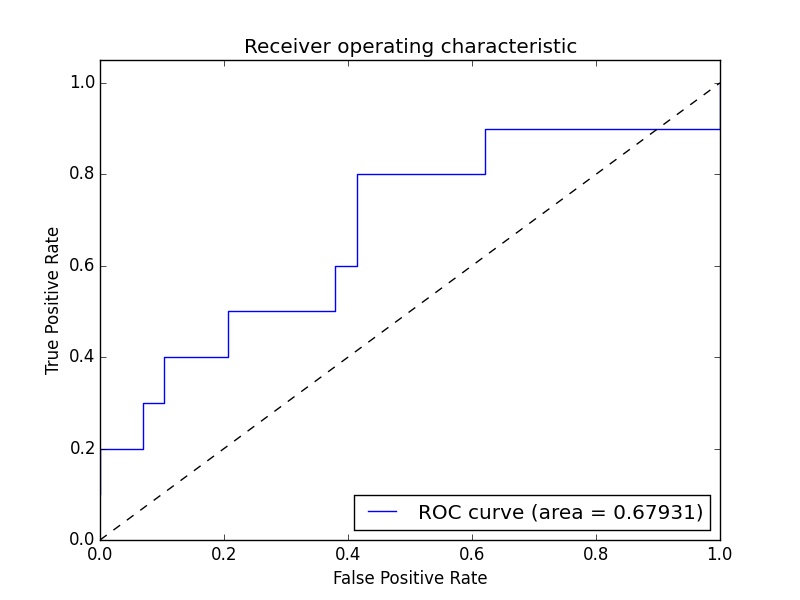 Receiver operating characteristic
1.0
0.8
0.6
0.4
0.2
0.0
True Positive Rate
ROC curve (area = 0.67931)
0.0 0.2 0.4 0.6 0.8 1.0
False Positive Rate